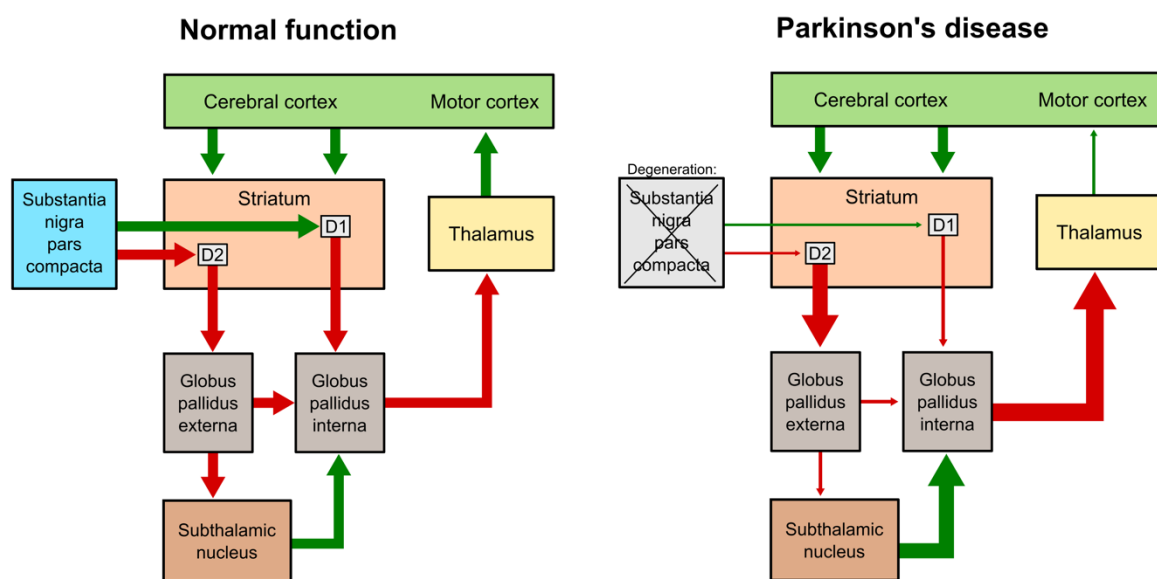 Normal function
Cerebral cortex
Motor cortex
Substantia
nigra
pars
compacta
Striatum
D1
D2
Thalamus
Globus
pallidus
externa
Globus
pallidus
interna
Subthalamic
nucleus
Parkinson's disease
Cerebral cortex
Motor cortex
Degeneration:
Substantia
nigra
pars
compacta
Striatum
D1
D2
Thalamus
Globus
pallidus
externa
Globus
pallidus
interna
Subthalamic
nucleus